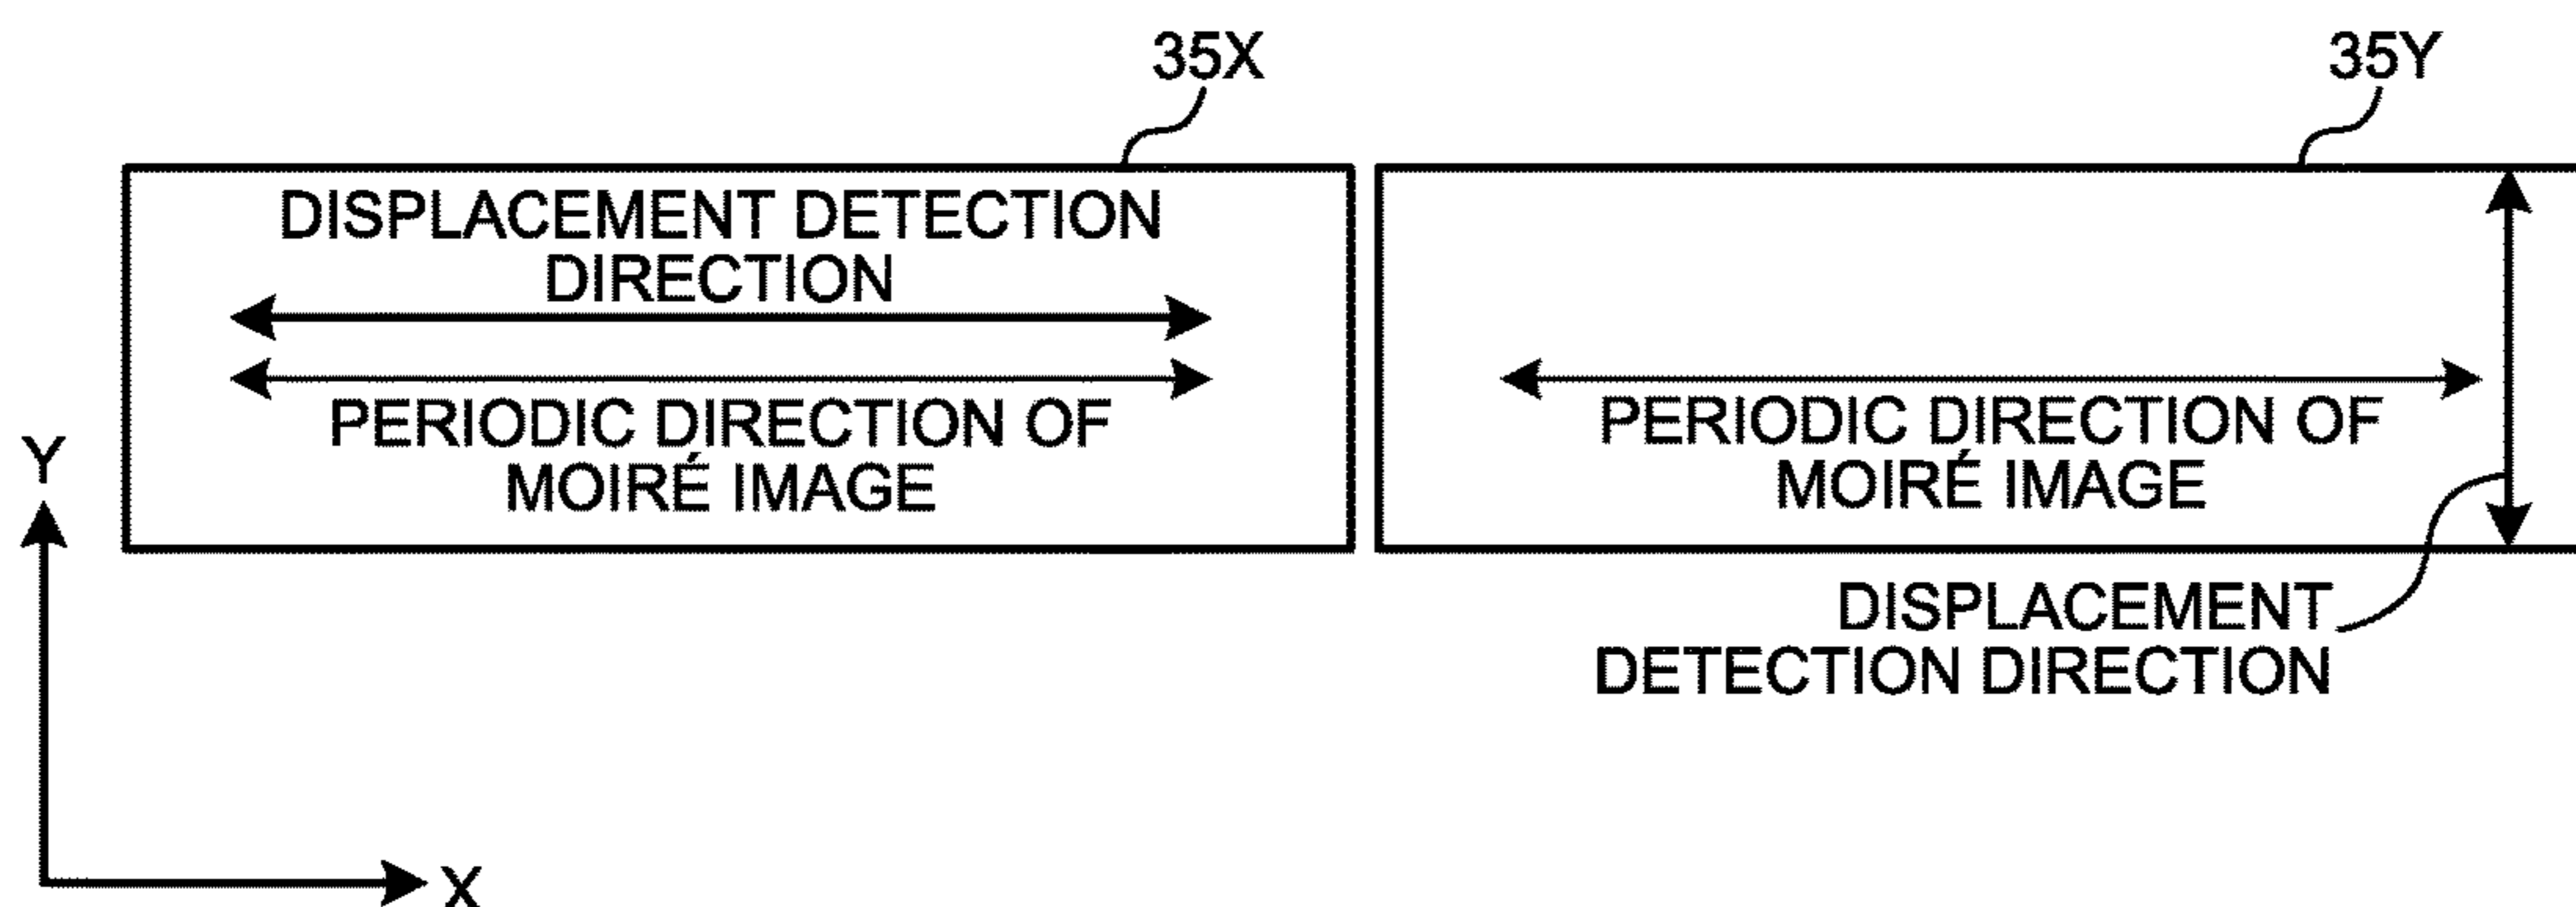 35X
35Y
DISPLACEMENT DETECTION
DIRECTION
PERIODIC DIRECTION OF
MOIRÉ IMAGE
PERIODIC DIRECTION OF
MOIRÉ IMAGE
DISPLACEMENT
DETECTION DIRECTION
Y
X